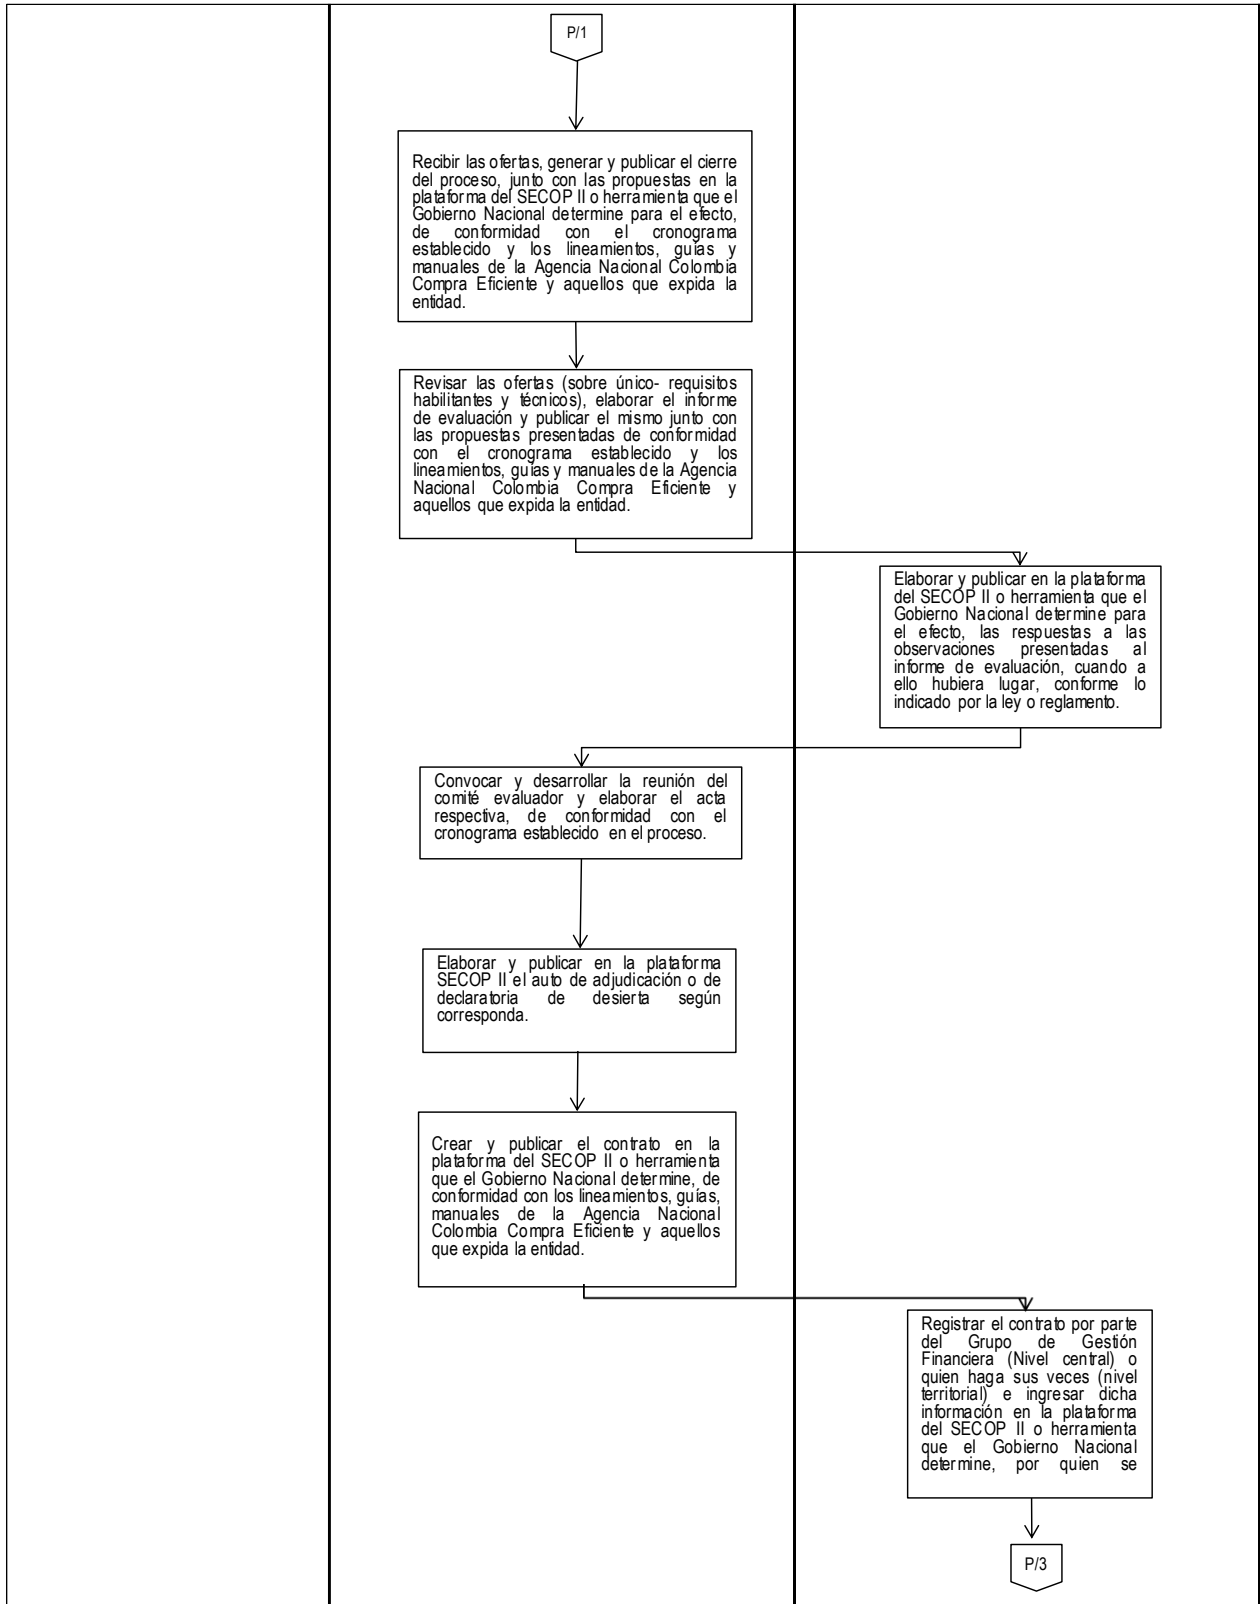 P/1
Recibir las ofertas, generar y publicar el cierre
del proceso, junto con las propuestas en la
plataforma del SECOP II o herramienta que el
Gobierno Nacional determine para el efecto,
de conformidad con el cronograma
establecido y los lineamientos, guías y
manuales de la Agencia Nacional Colombia
Compra Eficiente y aquellos que expida la
entidad.
Revisar las ofertas (sobre único- requisitos
habilitantes y técnicos), elaborar el informe
de evaluación y publicar el mismo junto con
las propuestas presentadas de conformidad
con el cronograma establecido y los
lineamientos, guías y manuales de la Agencia
Nacional Colombia Compra Eficiente y
aquellos que expida la entidad.
Elaborar y publicar en la plataforma
del SECOP II o herramienta que el
Gobierno Nacional determine para
el efecto, las respuestas a las
observaciones presentadas al
informe de evaluación, cuando a
ello hubiera lugar, conforme lo
indicado por la ley o reglamento.
Convocar y desarrollar la reunión del
comité evaluador y elaborar el acta
respectiva, de conformidad con el
cronograma establecido en el proceso.
Elaborar y publicar en la plataforma
SECOP II el auto de adjudicación o de
declaratoria de desierta según
corresponda.
Crear y publicar el contrato en la
plataforma del SECOP II o herramienta
que el Gobierno Nacional determine, de
conformidad con los lineamientos, guías,
manuales de la Agencia Nacional
Colombia Compra Eficiente y aquellos
que expida la entidad.
Registrar el contrato por parte
del Grupo de Gestión
Financiera (Nivel central) o
quien haga sus veces (nivel
territorial) e ingresar dicha
información en la plataforma
del SECOP II o herramienta
que el Gobierno Nacional
determine, por quien se
P/3